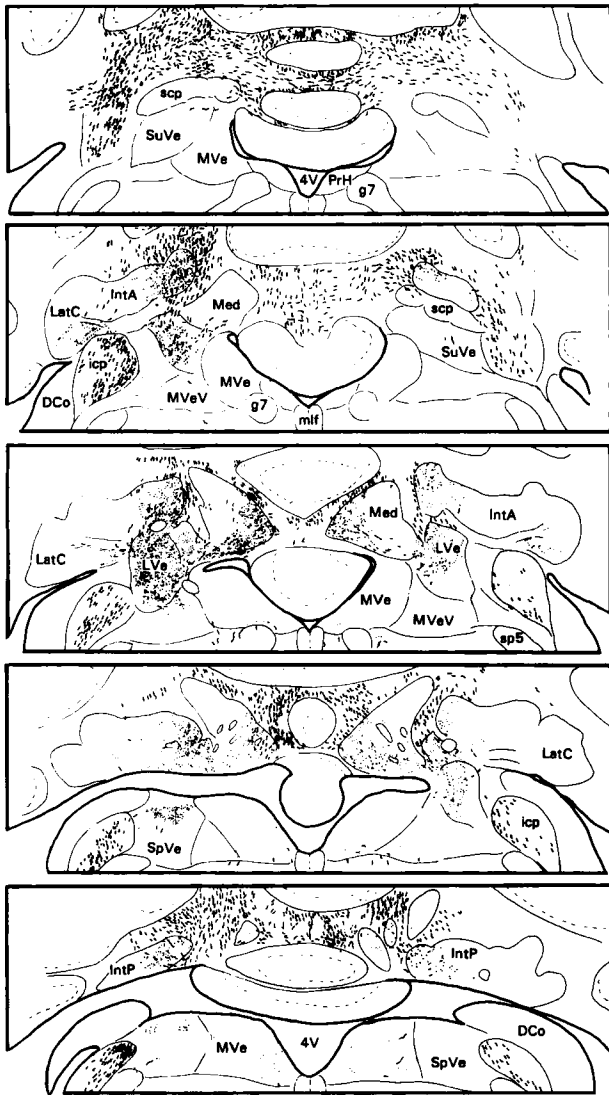 scp
SuVe
MVe
4V
PrH
g7
IntA
Med
LatC
scp
icp
SuVe
MVe
DCo
MVeV
g7
mlf
Med
IntA
LVe
LVe
LatC
MVe
MVeV
sp5
LatC
icp
SpVe
IntP
IntP
DCo
MVe
4V
SpVe